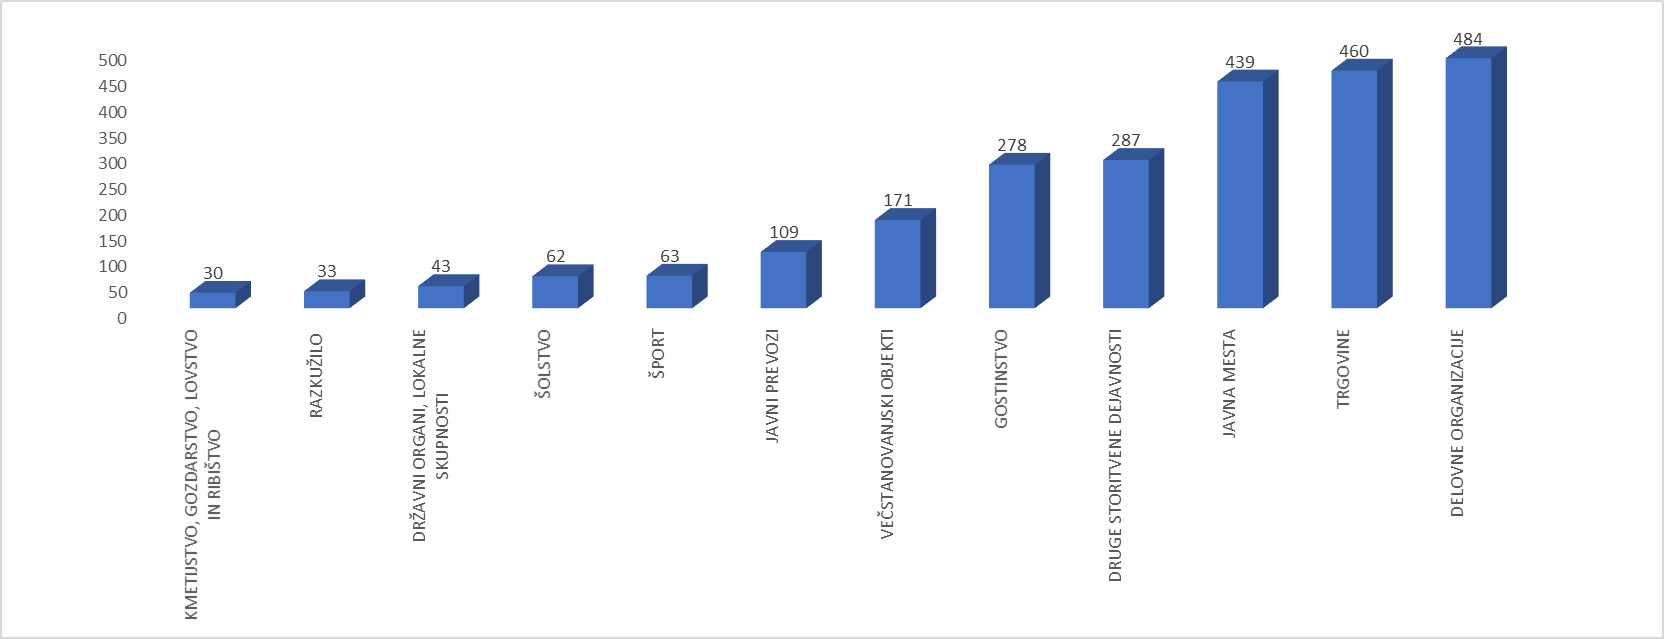 500
450
400
350
300
250
200
150
100
50
0
30
33
43
62
63
109
171
278
287
439
460
484
KMETIJSTVO, GOZDARSTVO, LOVSTVO
IN RIBIŠTVO
RAZKUŽILO
DRŽAVNI ORGANI, LOKALNE
SKUPNOSTI
ŠOLSTVO
ŠPORT
JAVNI PREVOZI
VEČSTANOVANJSKI OBJEKTI
GOSTINSTVO
DRUGE STORITVENE DEJAVNOSTI
JAVNA MESTA
TRGOVINE
DELOVNE ORGANIZACIJE